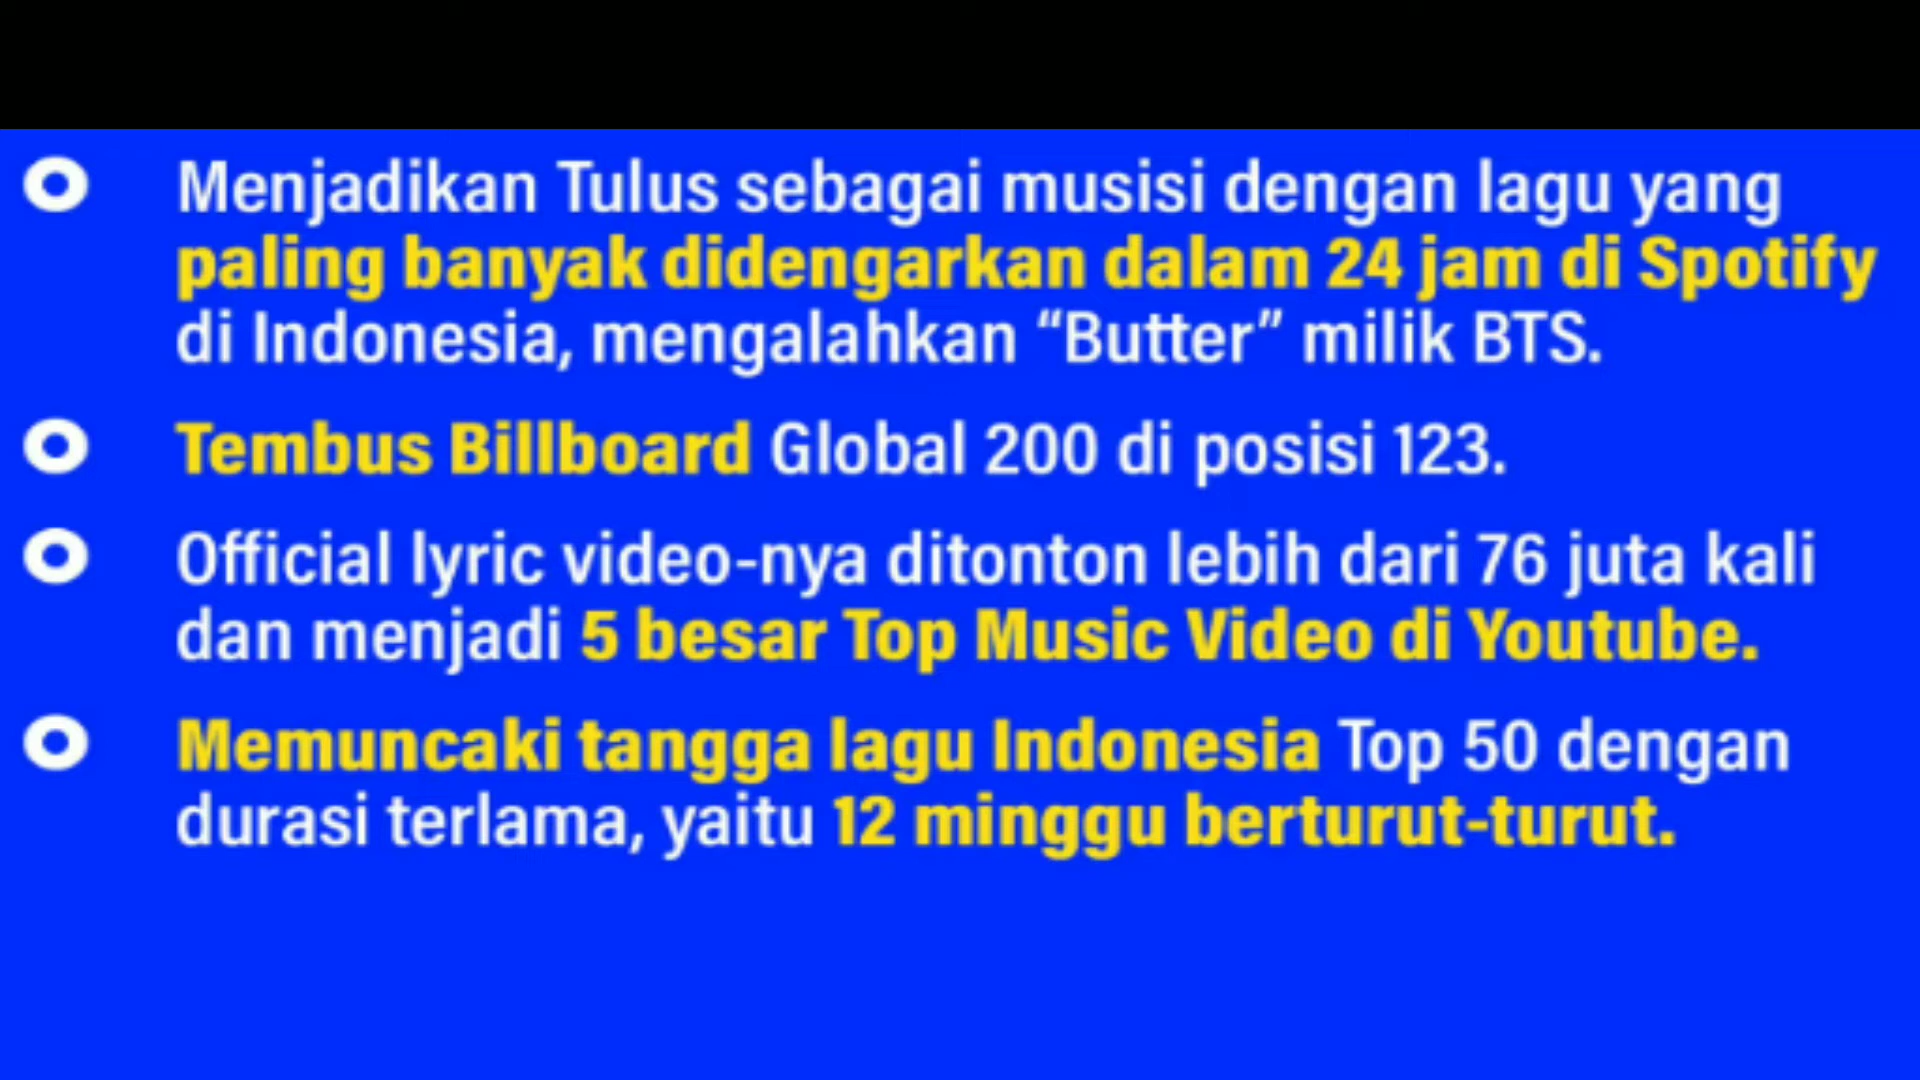 Menjadikan Tulus sebagai musisi dengan lagu yang
paling banyak didengarkan dalam 24 jam di Spotify
di Indonesia, mengalahkan “Butter” milik BTS.
Tembus Billboard Global 200 di posisi 123.
Official lyric video-nya ditonton lebih dari 76 juta kali
dan menjadi 5 besar Top Music Video di Youtube.
Memuncaki tangga lagu Indonesia Top 50 dengan
durasi terlama, yaitu 12 minggu berturut-turut.